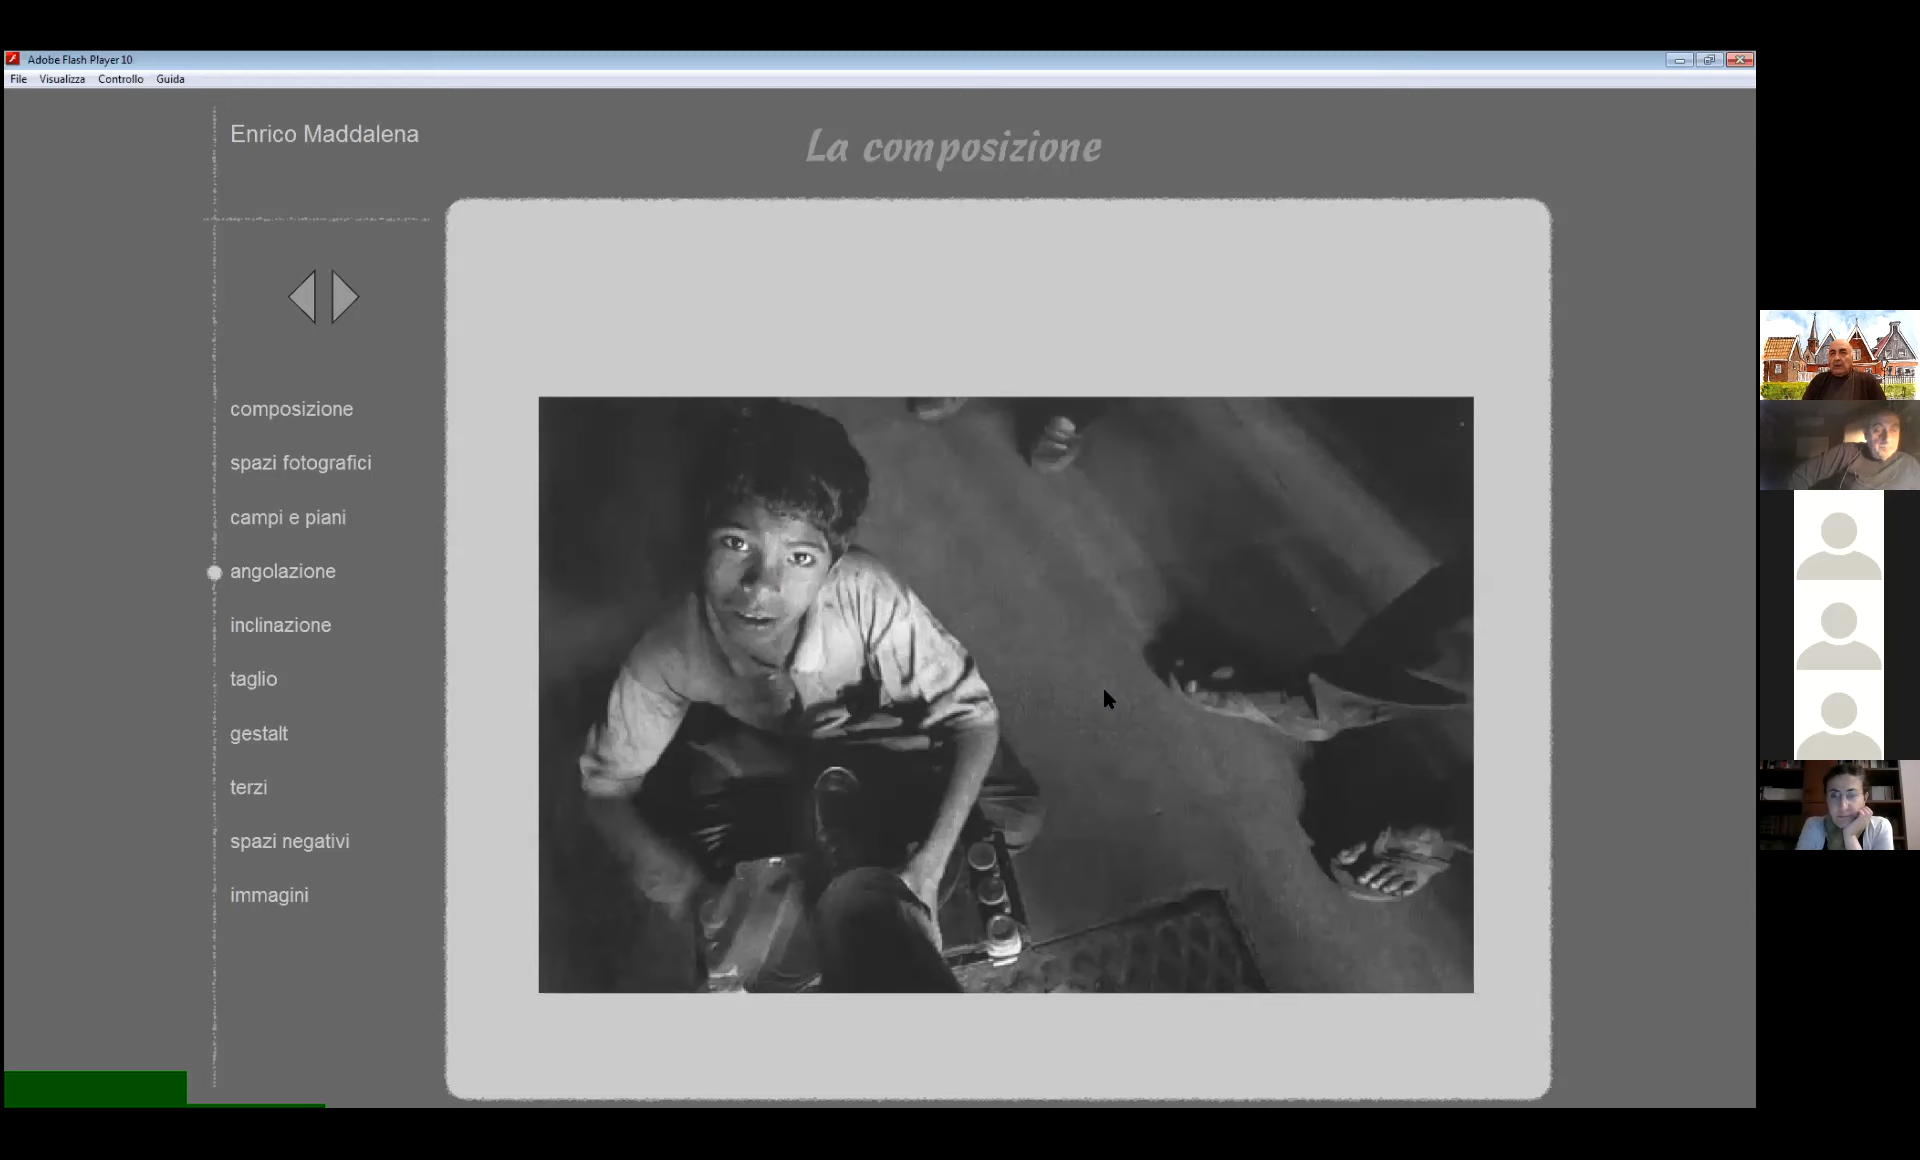 Adobe Flash Player 10
File Visualizza Controllo Guida
Enrico Maddalena
La composizione
composizione
spazi fotografici
campi e piani
angolazione
inclinazione
taglio
gestalt
terzi
spazi negativi
immagini